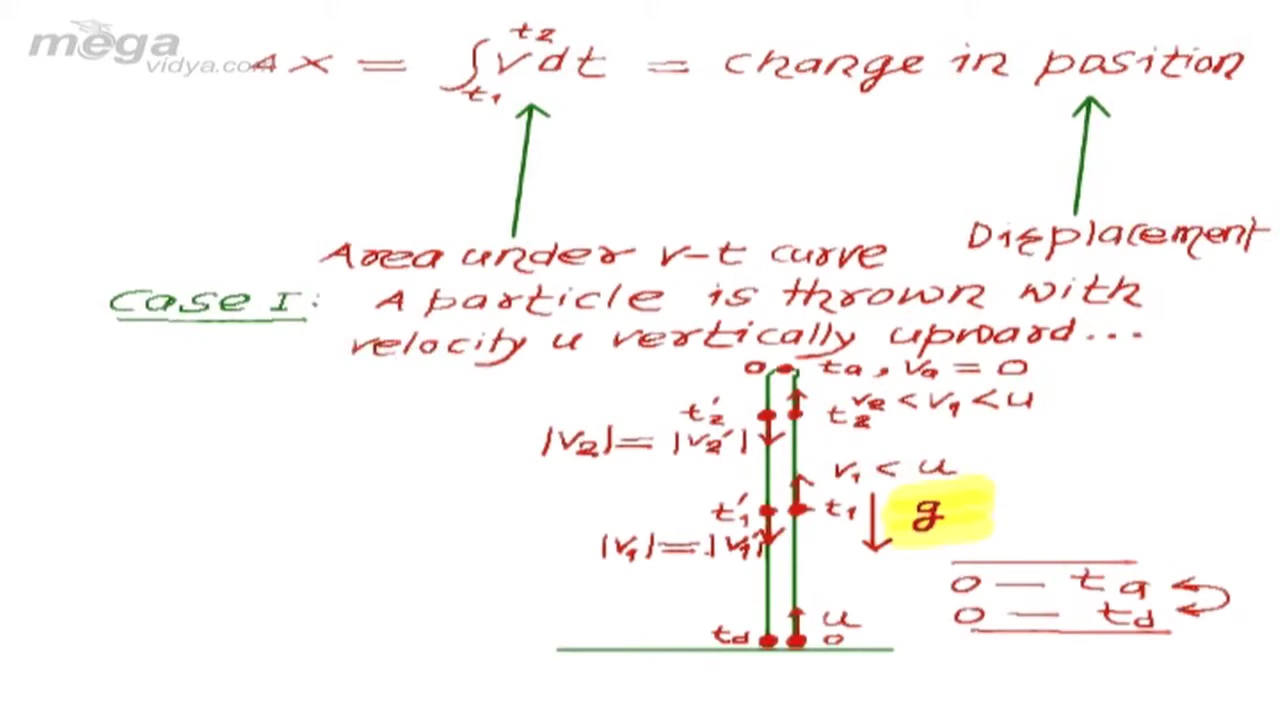 mega
vidya.com
Δx = ∫t1t2 v dt = change in position
Area under v-t curve
Displacement
Case I: A particle is thrown with
velocity u vertically upward...
0 ta, va = 0
t2' t2 v2 < v1 < u
|v2| = |v2'|
v1 < u
t1' t1 g
|v1| = |v1'|
0 — ta
0 — td
u
td 0